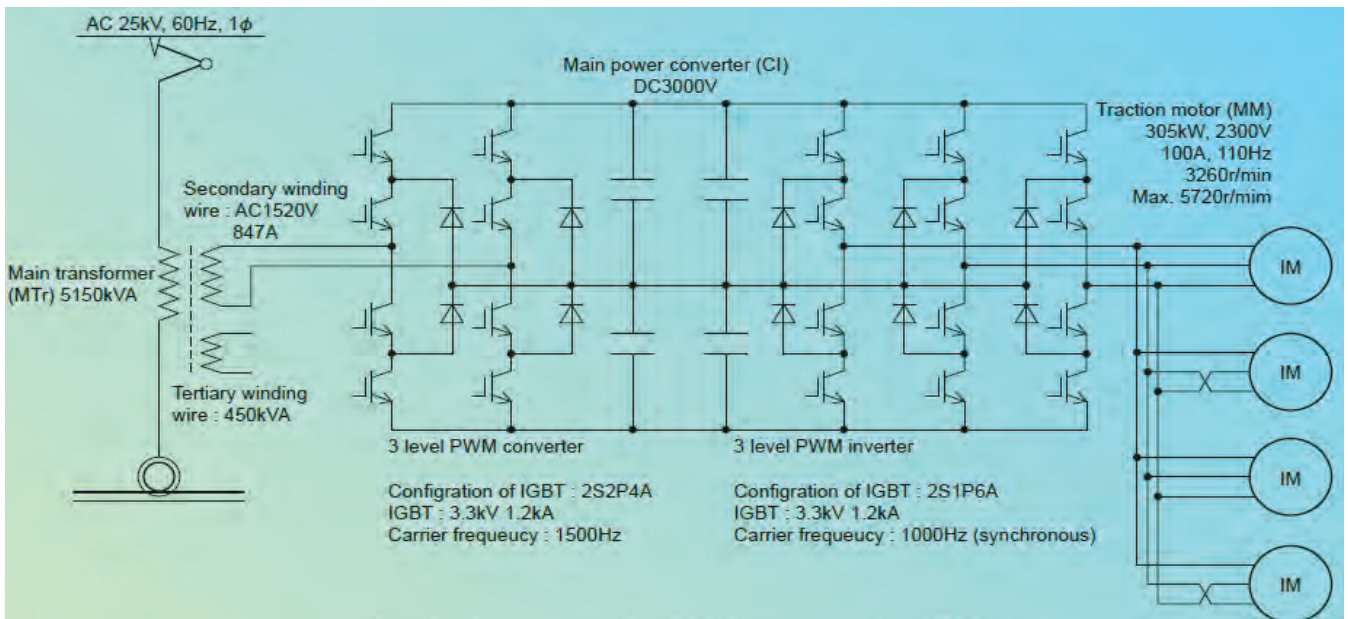 AC 25kV, 60Hz, 1ϕ
Main power converter (CI)
DC3000V
Traction motor (MM)
305kW, 2300V
100A, 110Hz
3260r/min
Max. 5720r/mim
Secondary winding
wire : AC1520V
847A
Main transformer
(MTr) 5150kVA
Tertiary winding
wire : 450kVA
IM
IM
IM
IM
3 level PWM converter
Configration of IGBT : 2S2P4A
IGBT : 3.3kV 1.2kA
Carrier frequeucy : 1500Hz
3 level PWM inverter
Configration of IGBT : 2S1P6A
IGBT : 3.3kV 1.2kA
Carrier frequeucy : 1000Hz (synchronous)